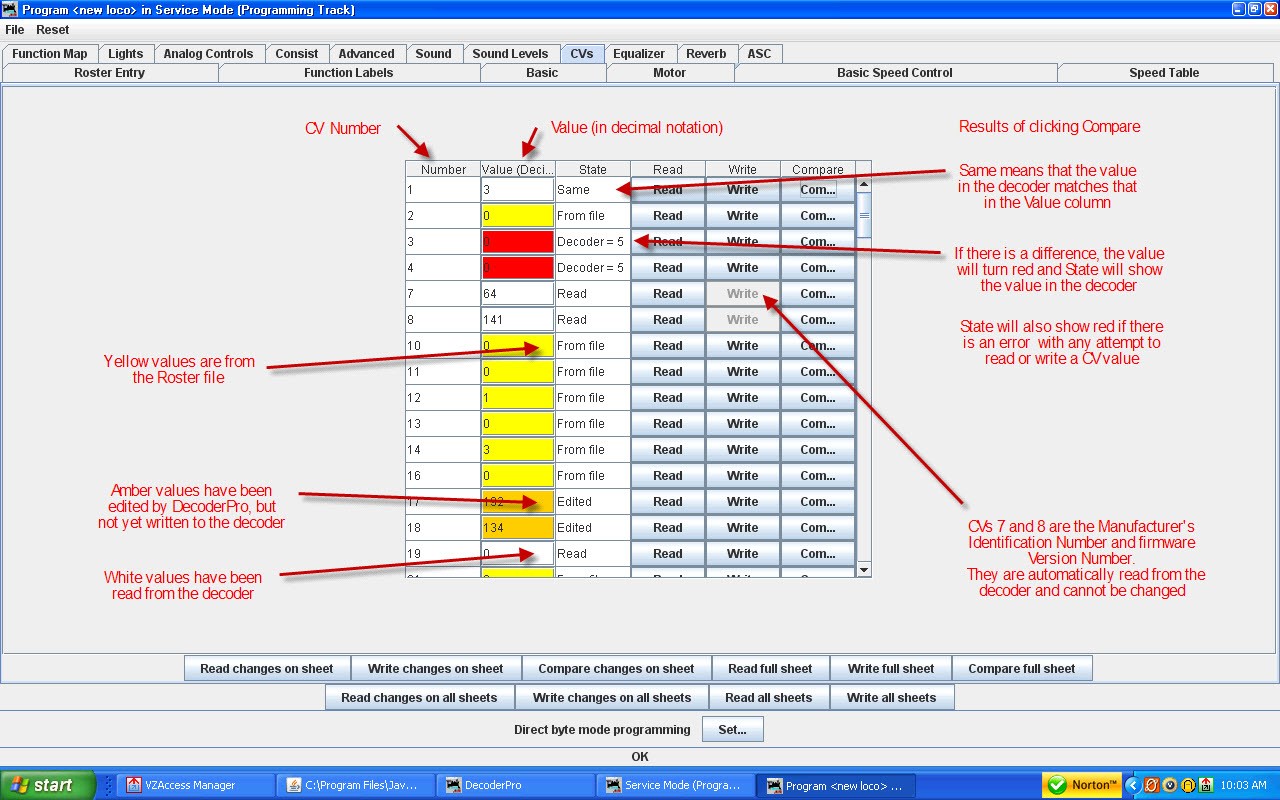 Program <new loco> in Service Mode (Programming Track)
File Reset
Function Map Lights Analog Controls Consist Advanced Sound Sound Levels CVs Equalizer Reverb ASC
Roster Entry Function Labels Basic Motor Basic Speed Control Speed Table
CV Number
Value (in decimal notation)
Results of clicking Compare
Number Value (Deci... State Read Write Compare
1 3 Same Read Write Com...
2 0 From file Read Write Com...
3 0 Decoder = 5 Read Write Com...
4 0 Decoder = 5 Read Write Com...
7 64 Read Read Write Com...
8 141 Read Read Write Com...
10 0 From file Read Write Com...
11 0 From file Read Write Com...
12 1 From file Read Write Com...
13 0 From file Read Write Com...
14 3 From file Read Write Com...
16 0 From file Read Write Com...
17 192 Edited Read Write Com...
18 134 Edited Read Write Com...
19 0 Read Read Write Com...
Same means that the value
in the decoder matches that
in the Value column
If there is a difference, the value
will turn red and State will show
the value in the decoder
State will also show red if there
is an error with any attempt to
read or write a CV value
Yellow values are from
the Roster file
Amber values have been
edited by DecoderPro, but
not yet written to the decoder
White values have been
read from the decoder
CVs 7 and 8 are the Manufacturer's
Identification Number and firmware
Version Number.
They are automatically read from the
decoder and cannot be changed
Read changes on sheet Write changes on sheet Compare changes on sheet Read full sheet Write full sheet Compare full sheet
Read changes on all sheets Write changes on all sheets Read all sheets Write all sheets
Direct byte mode programming Set...
OK
start VZAccess Manager C:\Program Files\Jav... DecoderPro Service Mode (Progra... Program <new loco> ... Norton™ 10:03 AM